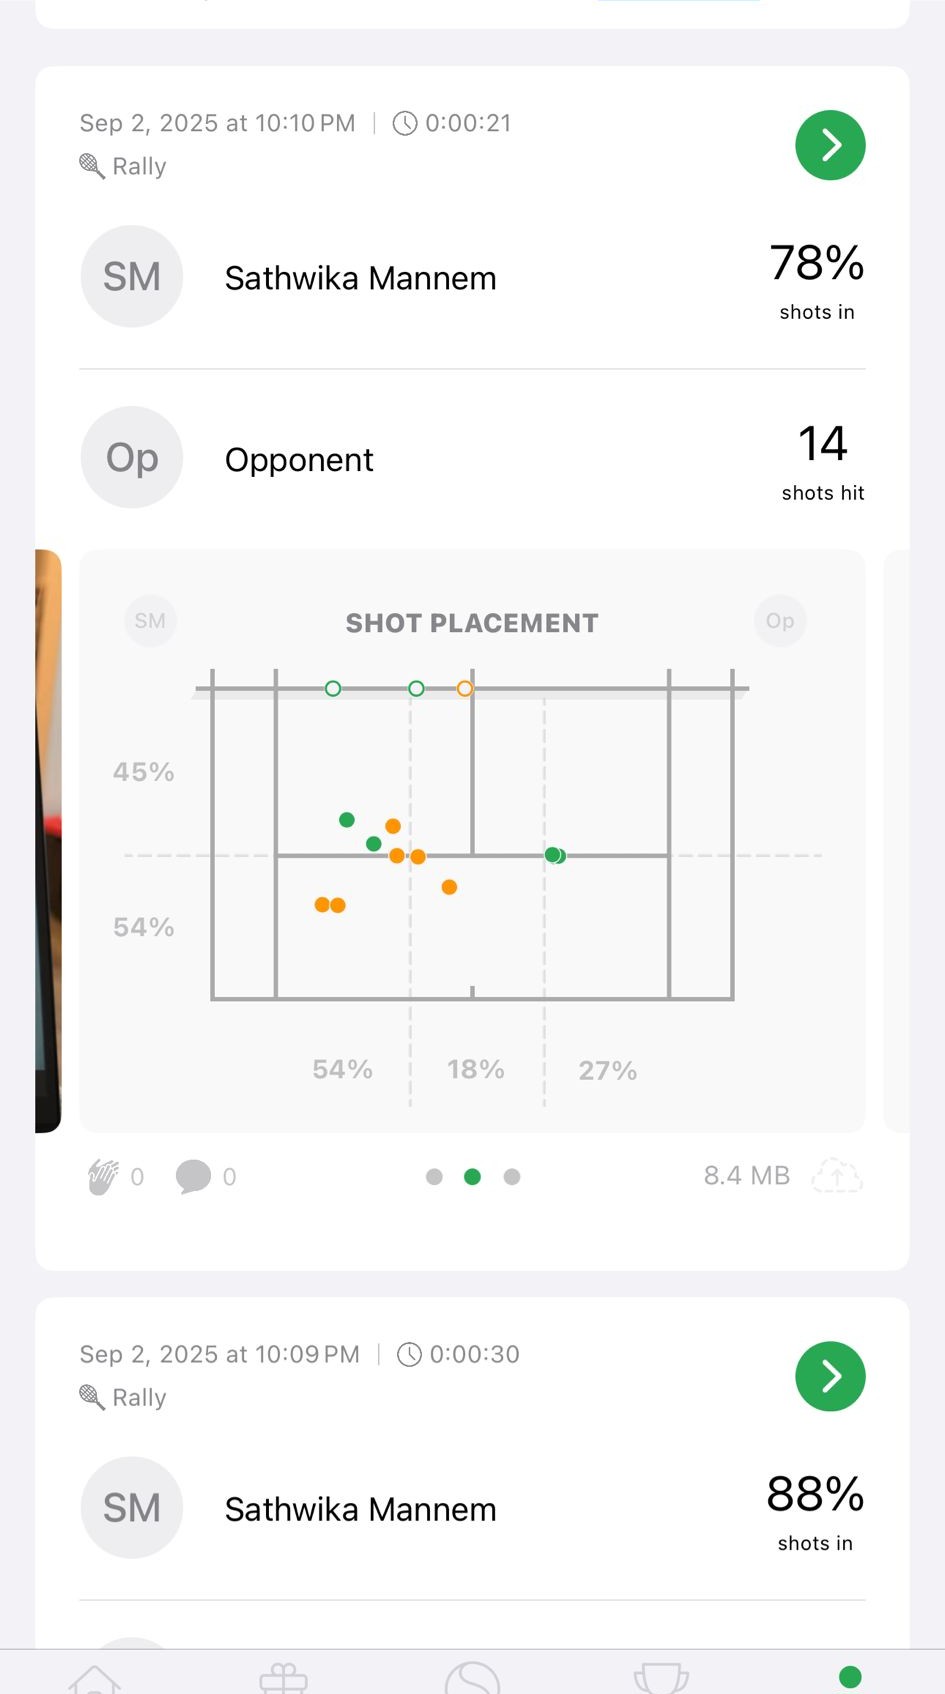 Sep 2, 2025 at 10:10 PM | 0:00:21
Rally
SM Sathwika Mannem 78%
shots in
Op Opponent 14
shots hit
SM SHOT PLACEMENT Op
45%
54%
54% 18% 27%
0 0 8.4 MB
Sep 2, 2025 at 10:09 PM | 0:00:30
Rally
SM Sathwika Mannem 88%
shots in